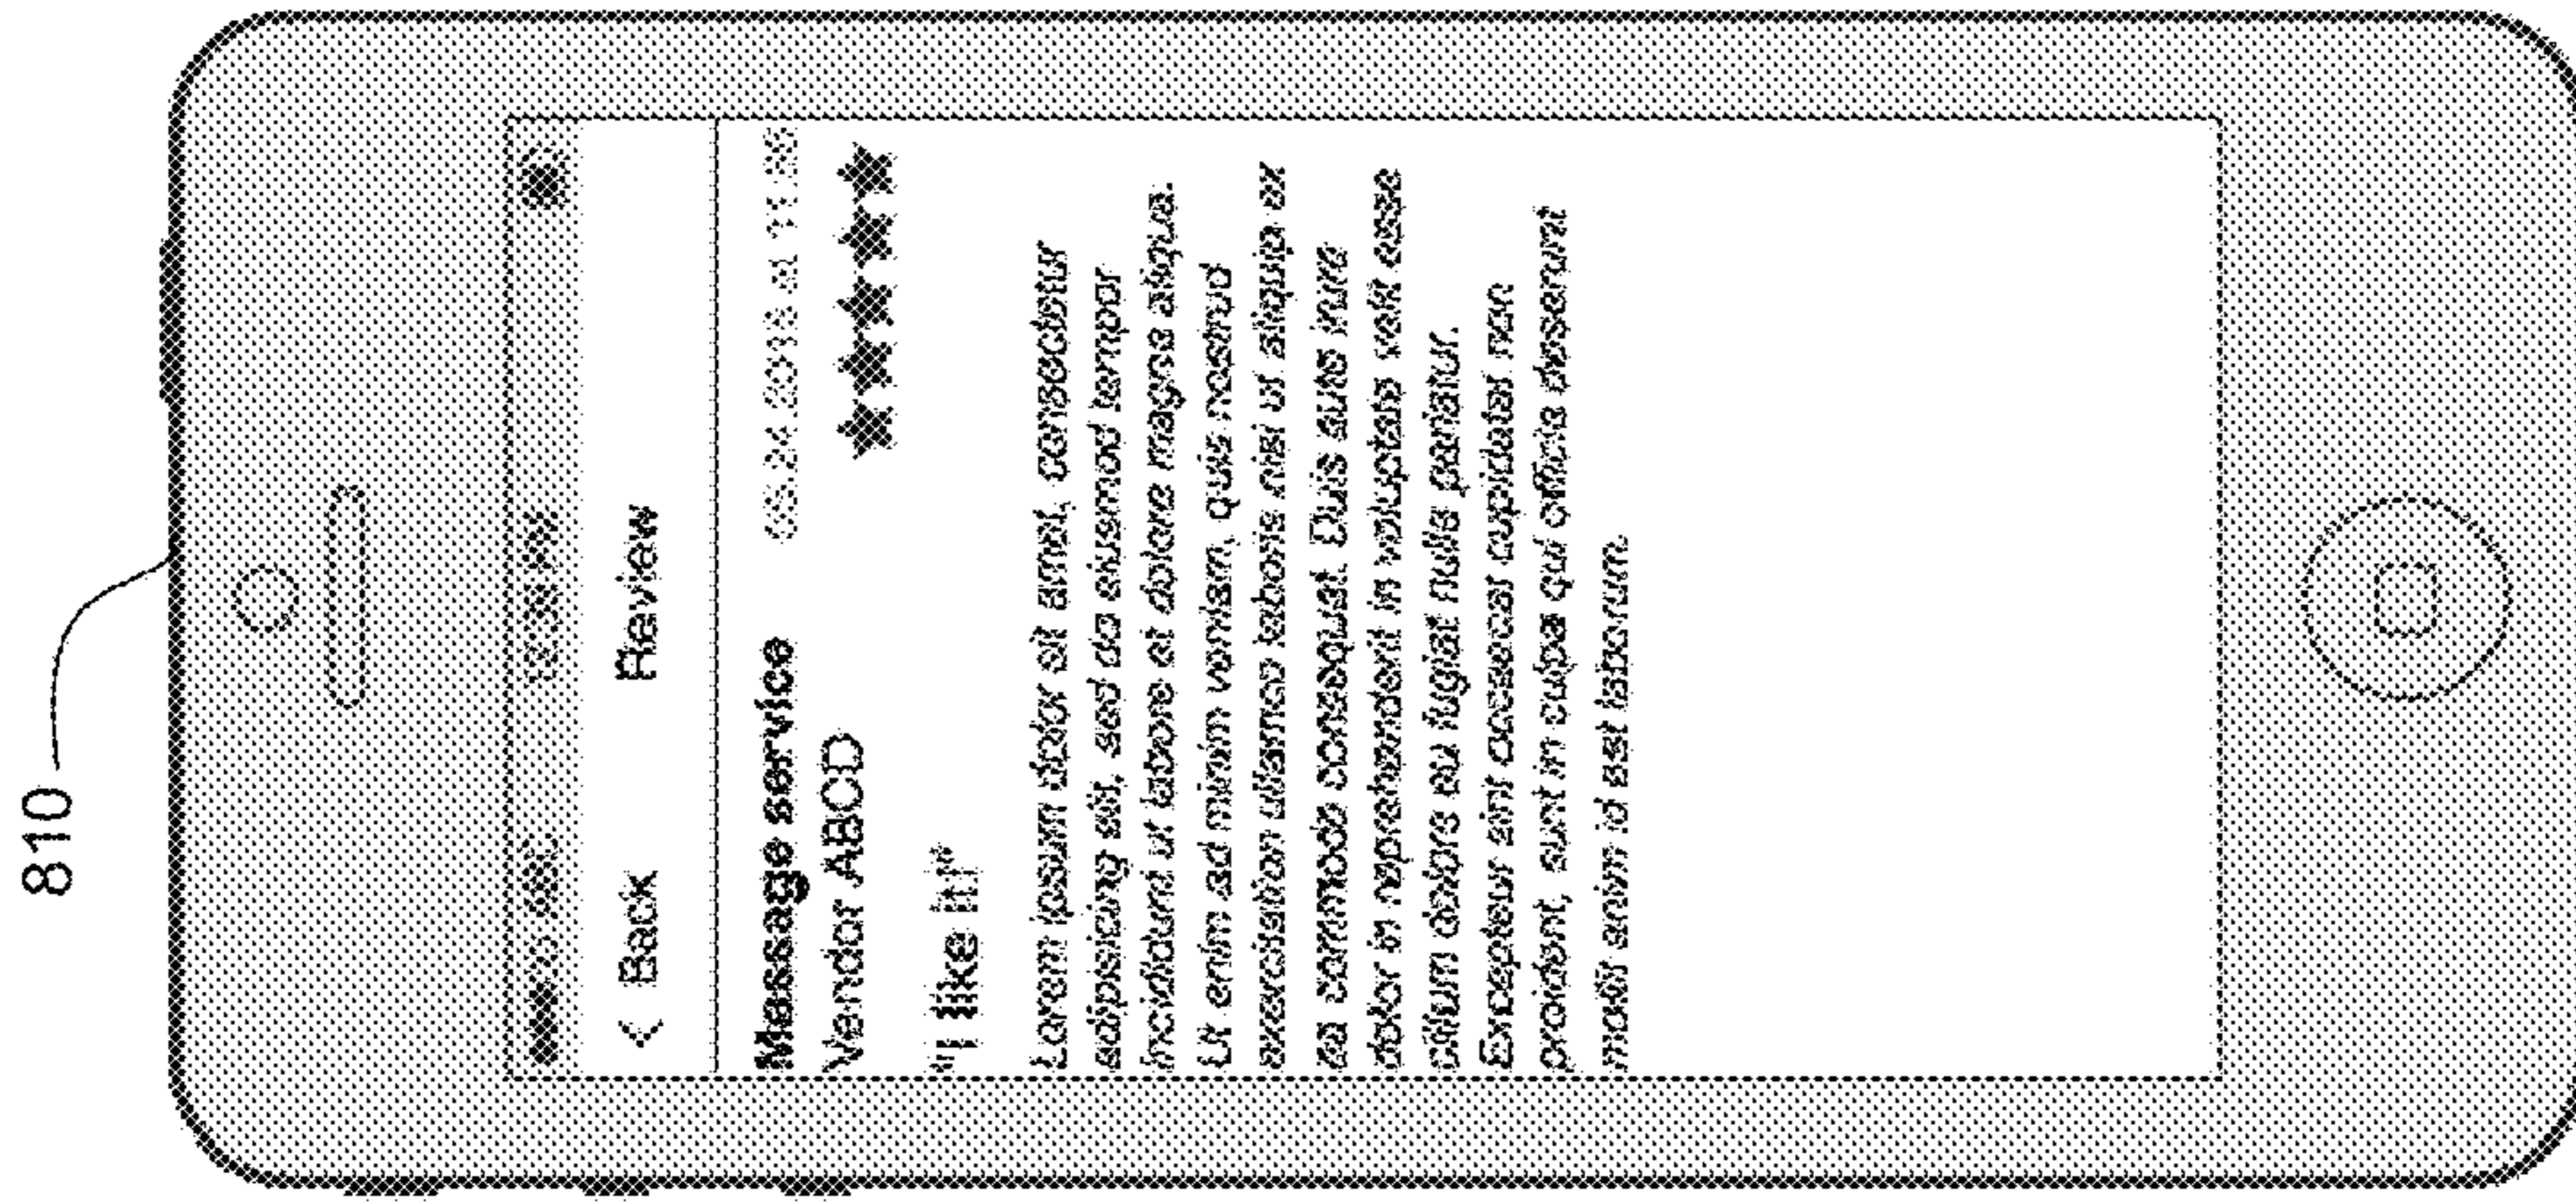 810
Back Review
Massage service
Vendor ABCD
"I like it!"
Lorem ipsum dolor sit amet, consectetur
adipisicing elit, sed do eiusmod tempor
incididunt ut labore et dolore magna aliqua.
Ut enim ad minim veniam, quis nostrud
exercitation ullamco laboris nisi ut aliquip ex
ea commodo consequat. Duis aute irure
dolor in reprehenderit in voluptate velit esse
cillum dolore eu fugiat nulla pariatur.
Excepteur sint occaecat cupidatat non
proident, sunt in culpa qui officia deserunt
mollit anim id est laborum.